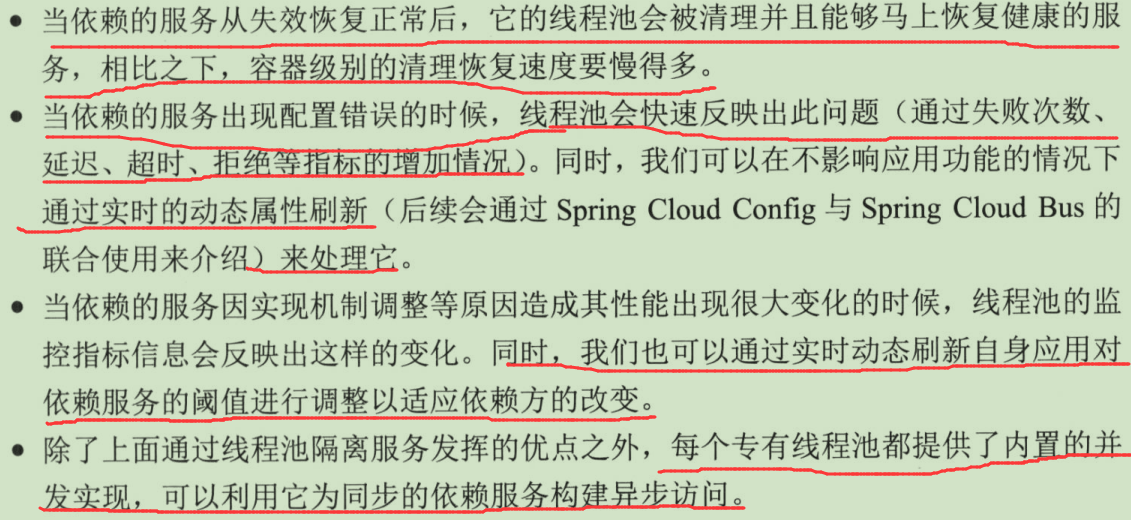 ● 当依赖的服务从失效恢复正常后，它的线程池会被清理并且能够马上恢复健康的服
务，相比之下，容器级别的清理恢复速度要慢得多。
● 当依赖的服务出现配置错误的时候，线程池会快速反映出此问题（通过失败次数、
延迟、超时、拒绝等指标的增加情况）。同时，我们可以在不影响应用功能的情况下
通过实时的动态属性刷新（后续会通过 Spring Cloud Config 与 Spring Cloud Bus 的
联合使用来介绍）来处理它。
● 当依赖的服务因实现机制调整等原因造成其性能出现很大变化的时候，线程池的监
控指标信息会反映出这样的变化。同时，我们也可以通过实时动态刷新自身应用对
依赖服务的阈值进行调整以适应依赖方的改变。
● 除了上面通过线程池隔离服务发挥的优点之外，每个专有线程池都提供了内置的并
发实现，可以利用它为同步的依赖服务构建异步访问。